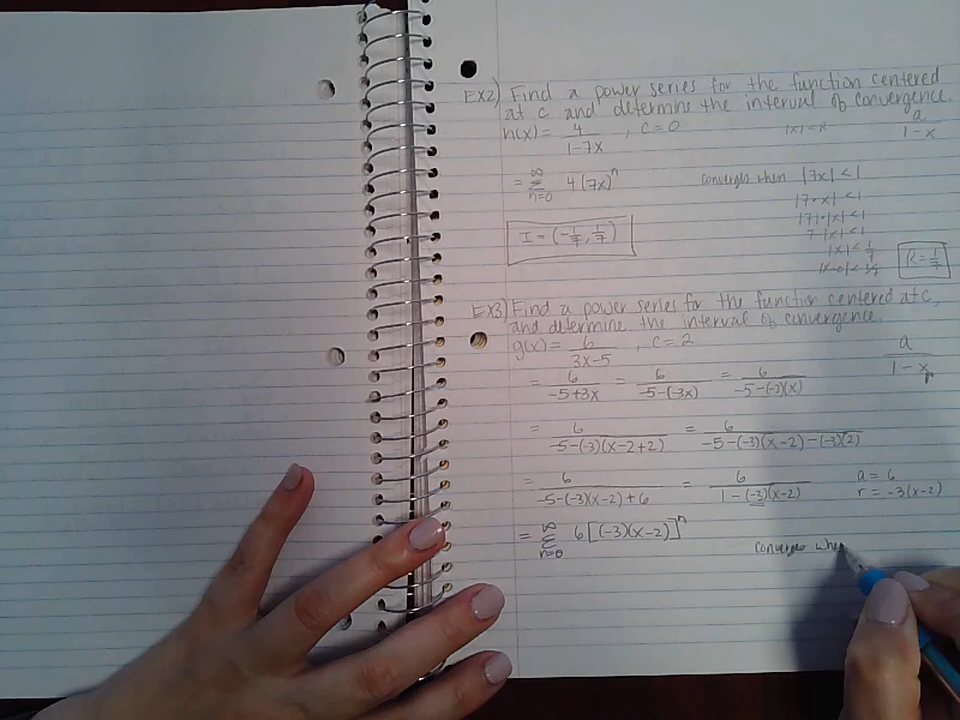 EX2) Find a power series for the function centered
at c and determine the interval of convergence.
h(x) = 4/(1-7x) , c=0 |x|<R a/(1-x)
= ∞ Σ n=0 4(7x)^n converges when |7x| < 1
|7·x| < 1
|7|·|x| < 1
7·|x| < 1
I = (-1/7, 1/7)
|x| < 1/7
R = 1/7
EX3) Find a power series for the function centered at c,
and determine the interval of convergence.
g(x) = 6/(3x-5) , c=2 a/(1-r)
= 6/(-5+3x) = 6/(-5-(-3x)) = 6/(-5-(-3)(x))
= 6/(-5-(-3)(x-2+2)) = 6/(-5-(-3)(x-2)-(-3)(2))
= 6/(-5-(-3)(x-2)+6) = 6/(1-(-3)(x-2)) a = 6
r = -3(x-2)
= ∞ Σ n=0 6[(-3)(x-2)]^n converges when